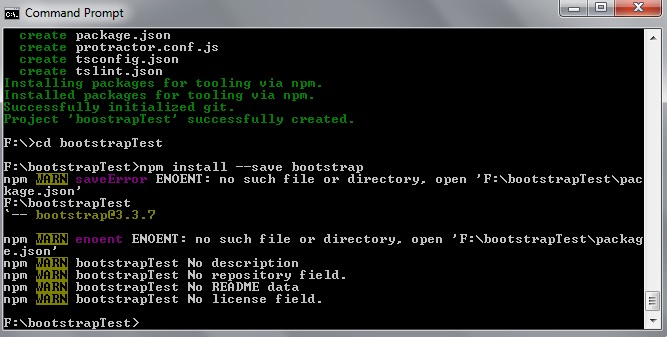 Command Prompt
create package.json
create protractor.conf.js
create tsconfig.json
create tslint.json
Installing packages for tooling via npm.
Installed packages for tooling via npm.
Successfully initialized git.
Project 'boostrapTest' successfully created.
F:\>cd bootstrapTest
F:\bootstrapTest>npm install --save bootstrap
npm WARN saveError ENOENT: no such file or directory, open 'F:\bootstrapTest\pac
kage.json'
F:\bootstrapTest
`-- bootstrap@3.3.7
npm WARN enoent ENOENT: no such file or directory, open 'F:\bootstrapTest\packag
e.json'
npm WARN bootstrapTest No description
npm WARN bootstrapTest No repository field.
npm WARN bootstrapTest No README data
npm WARN bootstrapTest No license field.
F:\bootstrapTest>